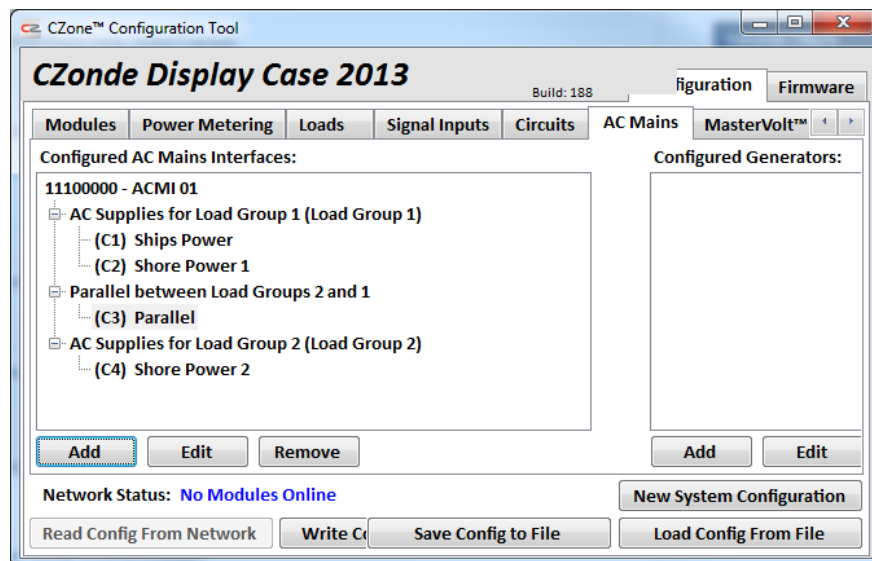 CZ CZone™ Configuration Tool
CZonde Display Case 2013
Build: 188
figuration Firmware
Modules Power Metering Loads Signal Inputs Circuits AC Mains MasterVolt™
Configured AC Mains Interfaces:
Configured Generators:
11100000 - ACMI 01
AC Supplies for Load Group 1 (Load Group 1)
(C1) Ships Power
(C2) Shore Power 1
Parallel between Load Groups 2 and 1
(C3) Parallel
AC Supplies for Load Group 2 (Load Group 2)
(C4) Shore Power 2
Add Edit Remove
Add Edit
Network Status: No Modules Online
New System Configuration
Read Config From Network Write Co Save Config to File Load Config From File